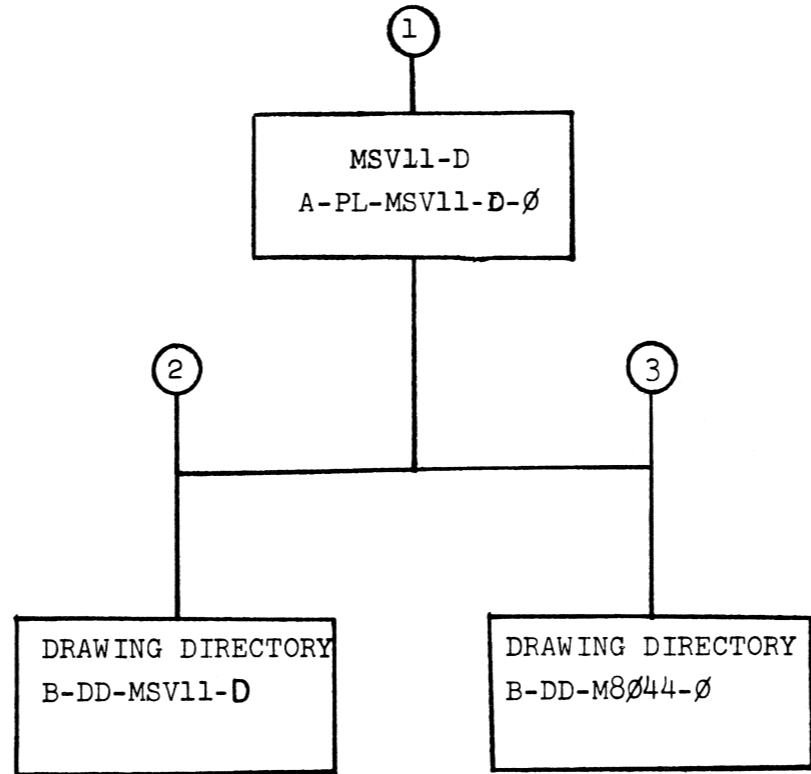 1
MSV11-D
A-PL-MSV11-D-Ø
2
3
DRAWING DIRECTORY
B-DD-MSV11-D
DRAWING DIRECTORY
B-DD-M8Ø44-Ø